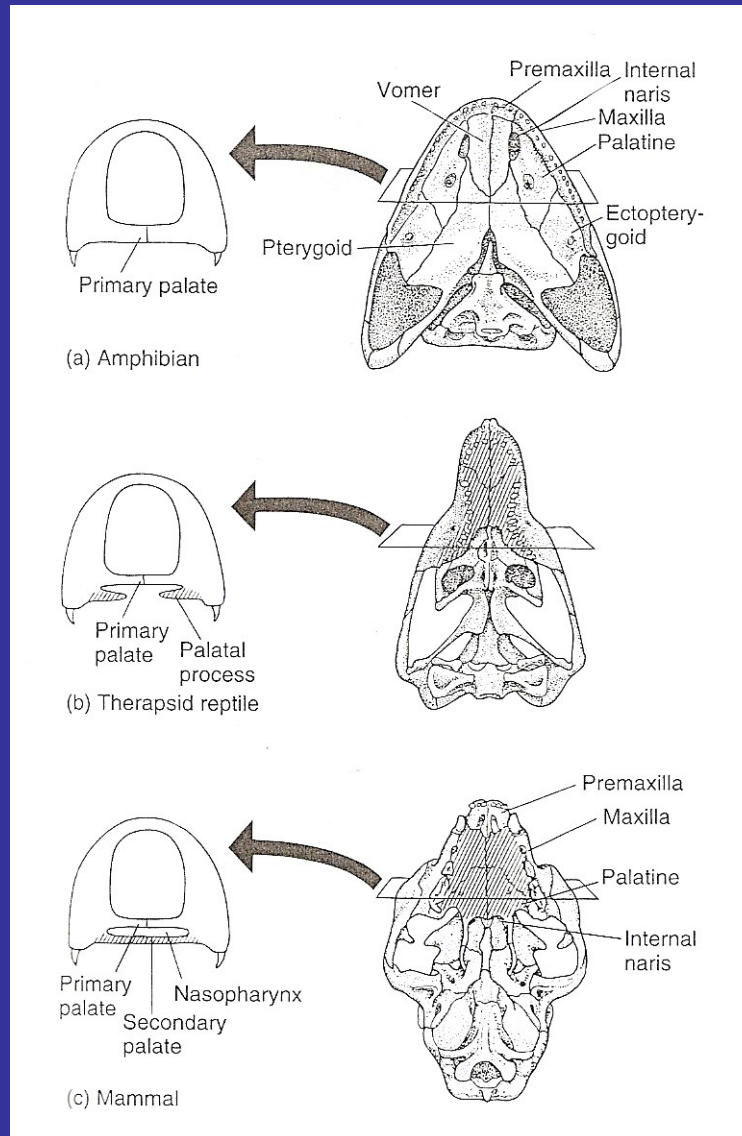 Premaxilla
Internal
naris
Vomer
Maxilla
Palatine
Ectoptery-
goid
Pterygoid
Primary palate
(a) Amphibian
Primary
palate
Palatal
process
(b) Therapsid reptile
Premaxilla
Maxilla
Palatine
Internal
naris
Primary
palate
Nasopharynx
Secondary
palate
(c) Mammal